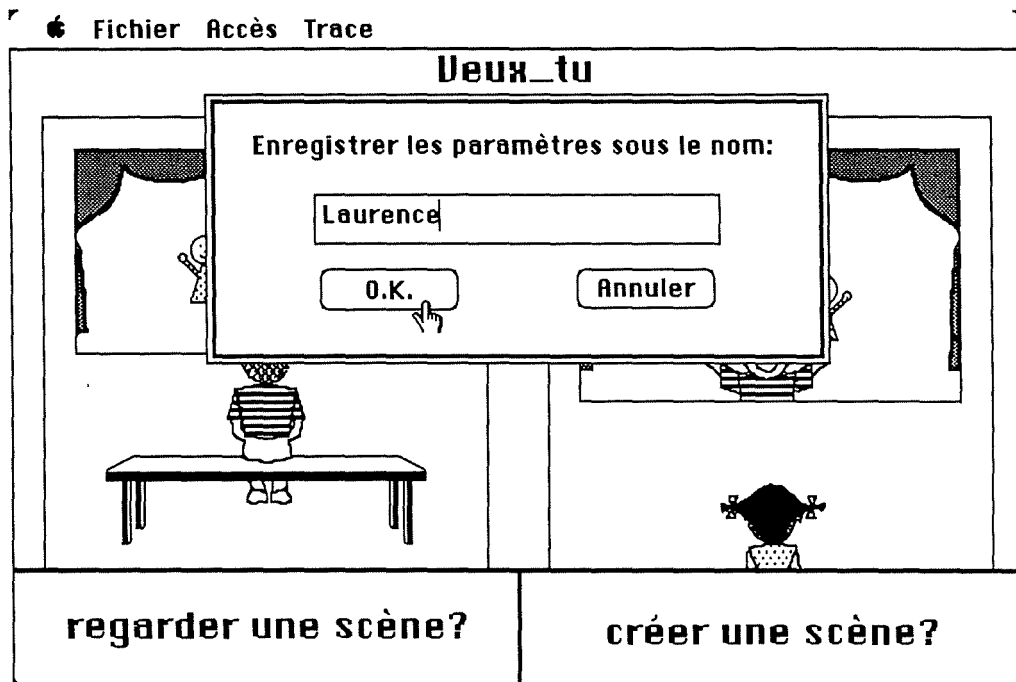 Fichier Accès Trace
Veux_tu
Enregistrer les paramètres sous le nom:
Laurence
O.K. Annuler
regarder une scène? créer une scène?